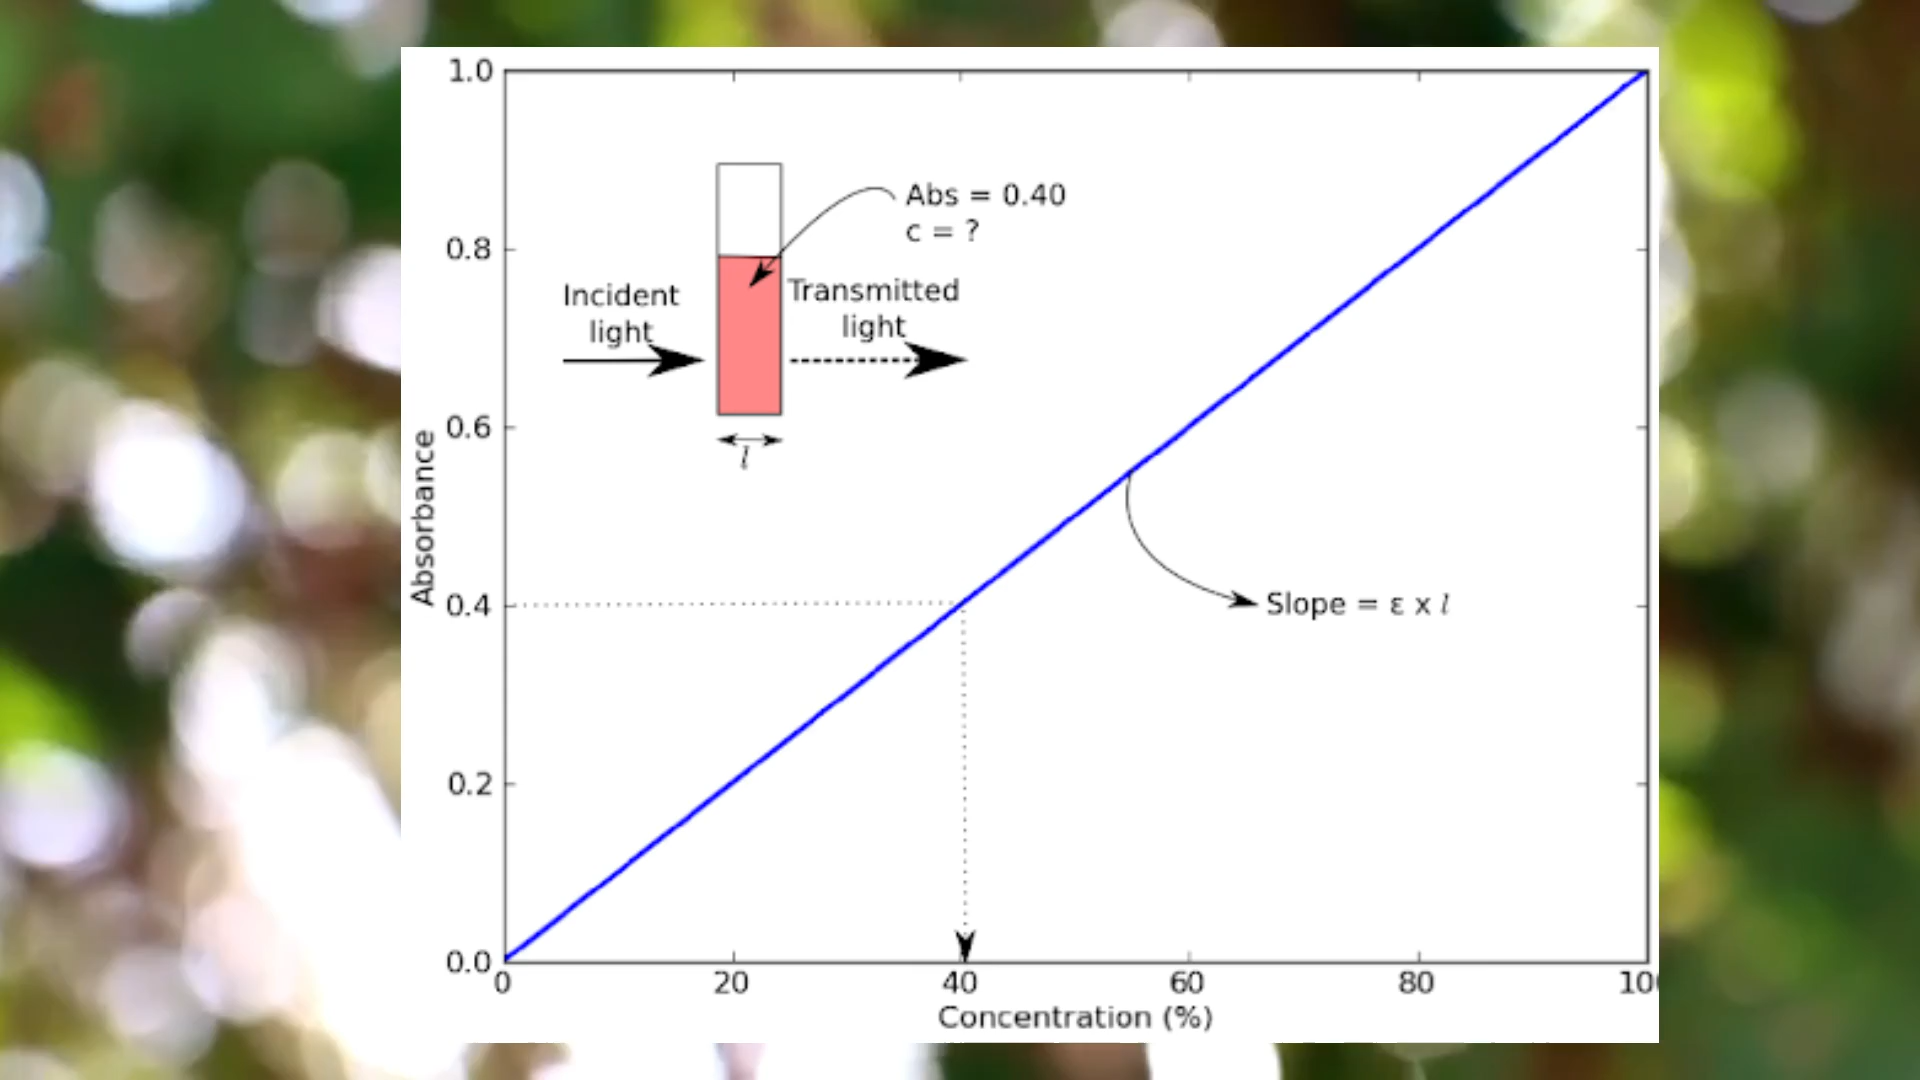 1.0
0.8
0.6
0.4
0.2
0.0
Absorbance
Abs = 0.40
c = ?
Incident
light
Transmitted
light
l
Slope = ε x l
0 20 40 60 80 10
Concentration (%)